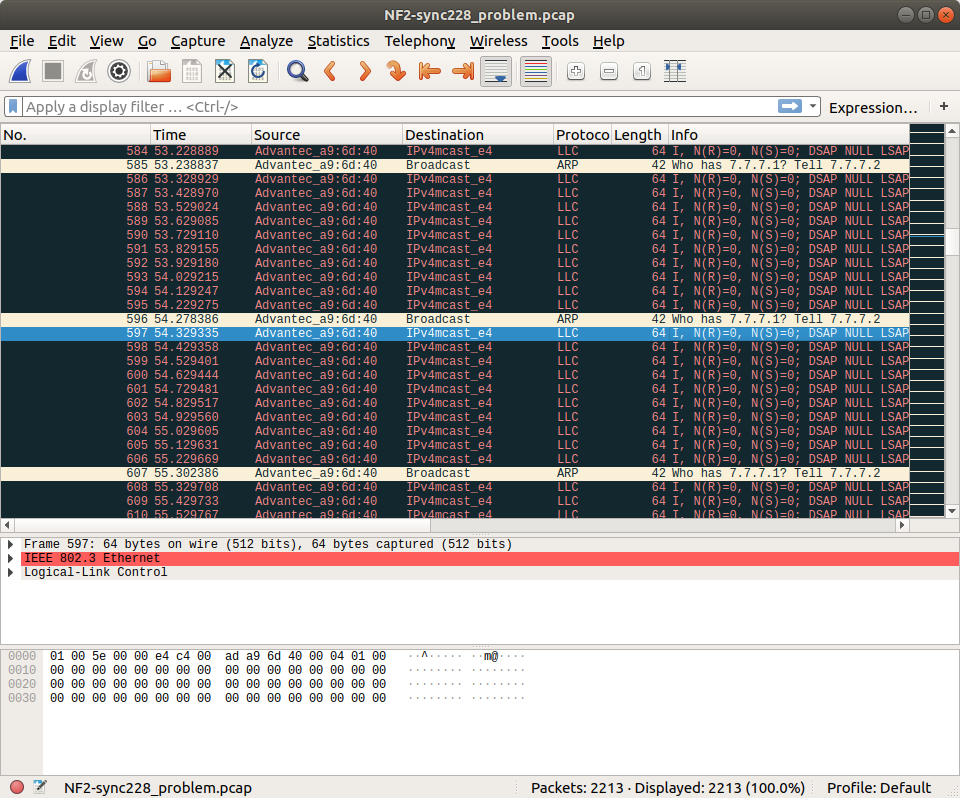 NF2-sync228_problem.pcap
File Edit View Go Capture Analyze Statistics Telephony Wireless Tools Help
Apply a display filter … <Ctrl-/> Expression… +
No. Time Source Destination Protoco Length Info
584 53.228889 Advantec_a9:6d:40 IPv4mcast_e4 LLC 64 I, N(R)=0, N(S)=0; DSAP NULL LSAP
585 53.238837 Advantec_a9:6d:40 Broadcast ARP 42 Who has 7.7.7.1? Tell 7.7.7.2
586 53.328929 Advantec_a9:6d:40 IPv4mcast_e4 LLC 64 I, N(R)=0, N(S)=0; DSAP NULL LSAP
587 53.428970 Advantec_a9:6d:40 IPv4mcast_e4 LLC 64 I, N(R)=0, N(S)=0; DSAP NULL LSAP
588 53.529024 Advantec_a9:6d:40 IPv4mcast_e4 LLC 64 I, N(R)=0, N(S)=0; DSAP NULL LSAP
589 53.629085 Advantec_a9:6d:40 IPv4mcast_e4 LLC 64 I, N(R)=0, N(S)=0; DSAP NULL LSAP
590 53.729110 Advantec_a9:6d:40 IPv4mcast_e4 LLC 64 I, N(R)=0, N(S)=0; DSAP NULL LSAP
591 53.829155 Advantec_a9:6d:40 IPv4mcast_e4 LLC 64 I, N(R)=0, N(S)=0; DSAP NULL LSAP
592 53.929180 Advantec_a9:6d:40 IPv4mcast_e4 LLC 64 I, N(R)=0, N(S)=0; DSAP NULL LSAP
593 54.029215 Advantec_a9:6d:40 IPv4mcast_e4 LLC 64 I, N(R)=0, N(S)=0; DSAP NULL LSAP
594 54.129247 Advantec_a9:6d:40 IPv4mcast_e4 LLC 64 I, N(R)=0, N(S)=0; DSAP NULL LSAP
595 54.229275 Advantec_a9:6d:40 IPv4mcast_e4 LLC 64 I, N(R)=0, N(S)=0; DSAP NULL LSAP
596 54.278386 Advantec_a9:6d:40 Broadcast ARP 42 Who has 7.7.7.1? Tell 7.7.7.2
597 54.329335 Advantec_a9:6d:40 IPv4mcast_e4 LLC 64 I, N(R)=0, N(S)=0; DSAP NULL LSAP
598 54.429358 Advantec_a9:6d:40 IPv4mcast_e4 LLC 64 I, N(R)=0, N(S)=0; DSAP NULL LSAP
599 54.529401 Advantec_a9:6d:40 IPv4mcast_e4 LLC 64 I, N(R)=0, N(S)=0; DSAP NULL LSAP
600 54.629444 Advantec_a9:6d:40 IPv4mcast_e4 LLC 64 I, N(R)=0, N(S)=0; DSAP NULL LSAP
601 54.729481 Advantec_a9:6d:40 IPv4mcast_e4 LLC 64 I, N(R)=0, N(S)=0; DSAP NULL LSAP
602 54.829517 Advantec_a9:6d:40 IPv4mcast_e4 LLC 64 I, N(R)=0, N(S)=0; DSAP NULL LSAP
603 54.929560 Advantec_a9:6d:40 IPv4mcast_e4 LLC 64 I, N(R)=0, N(S)=0; DSAP NULL LSAP
604 55.029605 Advantec_a9:6d:40 IPv4mcast_e4 LLC 64 I, N(R)=0, N(S)=0; DSAP NULL LSAP
605 55.129631 Advantec_a9:6d:40 IPv4mcast_e4 LLC 64 I, N(R)=0, N(S)=0; DSAP NULL LSAP
606 55.229669 Advantec_a9:6d:40 IPv4mcast_e4 LLC 64 I, N(R)=0, N(S)=0; DSAP NULL LSAP
607 55.302386 Advantec_a9:6d:40 Broadcast ARP 42 Who has 7.7.7.1? Tell 7.7.7.2
608 55.329708 Advantec_a9:6d:40 IPv4mcast_e4 LLC 64 I, N(R)=0, N(S)=0; DSAP NULL LSAP
609 55.429733 Advantec_a9:6d:40 IPv4mcast_e4 LLC 64 I, N(R)=0, N(S)=0; DSAP NULL LSAP
610 55.529767 Advantec_a9:6d:40 IPv4mcast_e4 LLC 64 I, N(R)=0, N(S)=0; DSAP NULL LSAP
Frame 597: 64 bytes on wire (512 bits), 64 bytes captured (512 bits)
IEEE 802.3 Ethernet
Logical-Link Control
0000 01 00 5e 00 00 e4 c4 00 ad a9 6d 40 00 04 01 00 ··^····· ··m@····
0010 00 00 00 00 00 00 00 00 00 00 00 00 00 00 00 00 ········ ········
0020 00 00 00 00 00 00 00 00 00 00 00 00 00 00 00 00 ········ ········
0030 00 00 00 00 00 00 00 00 00 00 00 00 00 00 00 00 ········ ········
NF2-sync228_problem.pcap Packets: 2213 · Displayed: 2213 (100.0%) Profile: Default